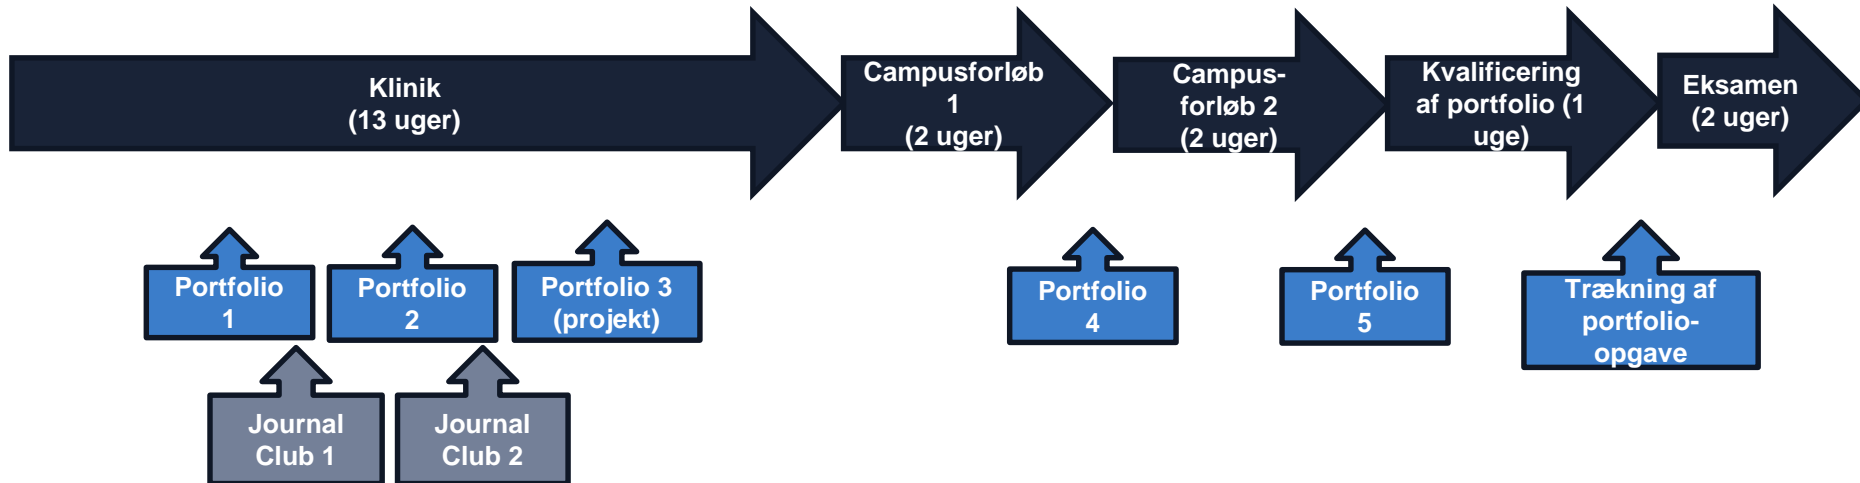 Klinik
(13 uger)
Campusforløb
1
(2 uger)
Campus-
forløb 2
(2 uger)
Kvalificering
af portfolio (1
uge)
Eksamen
(2 uger)
Portfolio
1
Portfolio
2
Portfolio 3
(projekt)
Portfolio
4
Portfolio
5
Trækning af
portfolio-
opgave
Journal
Club 1
Journal
Club 2